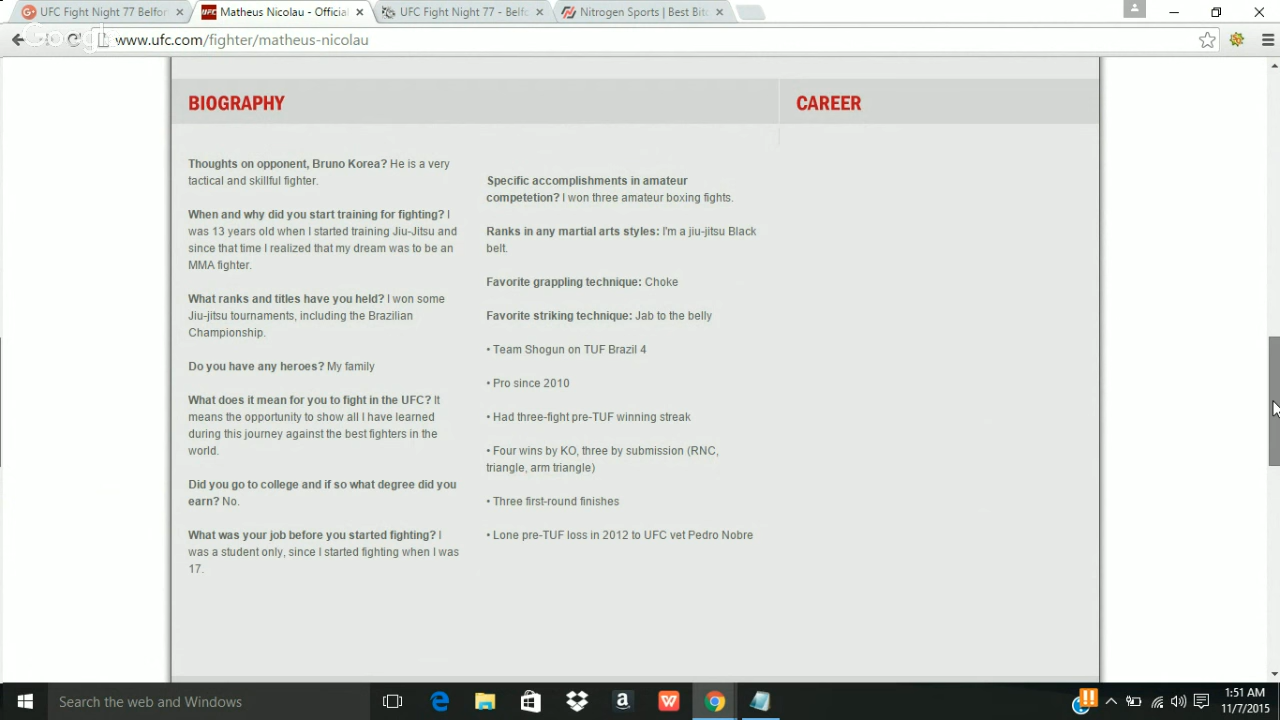 UFC Fight Night 77 Belfor
Matheus Nicolau - Official
UFC Fight Night 77 - Belfo
Nitrogen Sports | Best Bitc
www.ufc.com/fighter/matheus-nicolau
BIOGRAPHY
CAREER
Thoughts on opponent, Bruno Korea? He is a very
tactical and skillful fighter.
When and why did you start training for fighting? I
was 13 years old when I started training Jiu-Jitsu and
since that time I realized that my dream was to be an
MMA fighter.
What ranks and titles have you held? I won some
Jiu-jitsu tournaments, including the Brazilian
Championship.
Do you have any heroes? My family
What does it mean for you to fight in the UFC? It
means the opportunity to show all I have learned
during this journey against the best fighters in the
world.
Did you go to college and if so what degree did you
earn? No.
What was your job before you started fighting? I
was a student only, since I started fighting when I was
17.
Specific accomplishments in amateur
competetion? I won three amateur boxing fights.
Ranks in any martial arts styles: I'm a jiu-jitsu Black
belt.
Favorite grappling technique: Choke
Favorite striking technique: Jab to the belly
• Team Shogun on TUF Brazil 4
• Pro since 2010
• Had three-fight pre-TUF winning streak
• Four wins by KO, three by submission (RNC,
triangle, arm triangle)
• Three first-round finishes
• Lone pre-TUF loss in 2012 to UFC vet Pedro Nobre
Search the web and Windows
1:51 AM
11/7/2015